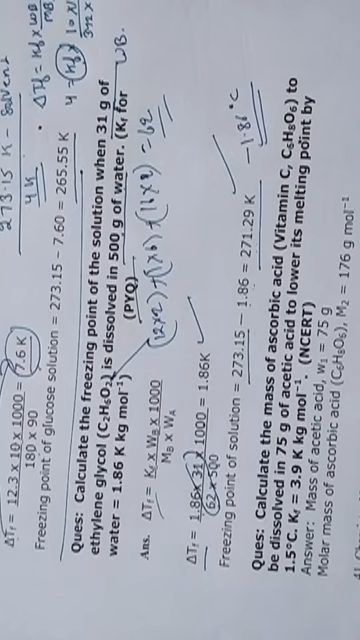 273.15 K - Solvent
4K
ΔTf = 12.3 x 10 x 1000 = 7.6 K
180 x 90
Freezing point of glucose solution = 273.15 – 7.60 = 265.55 K
Ques: Calculate the freezing point of the solution when 31 g of
ethylene glycol (C₂H₆O₂) is dissolved in 500 g of water. (Kf for
water = 1.86 K kg mol⁻¹) (PYQ)
WB.
(12x2)+(1x6)+(16x2) = 62
Ans. ΔTf = Kf x WB x 1000
MB x WA
ΔTf = 1.86x 31 x 1000 = 1.86K
62 x 500
Freezing point of solution = 273.15 – 1.86 = 271.29 K
-1.86°C
Ques: Calculate the mass of ascorbic acid (Vitamin C, C₆H₈O₆) to
be dissolved in 75 g of acetic acid to lower its melting point by
1.5°C. Kf = 3.9 K kg mol⁻¹. (NCERT)
Answer: Mass of acetic acid, w₁ = 75 g
Molar mass of ascorbic acid (C₆H₈O₆), M₂ = 176 g mol⁻¹